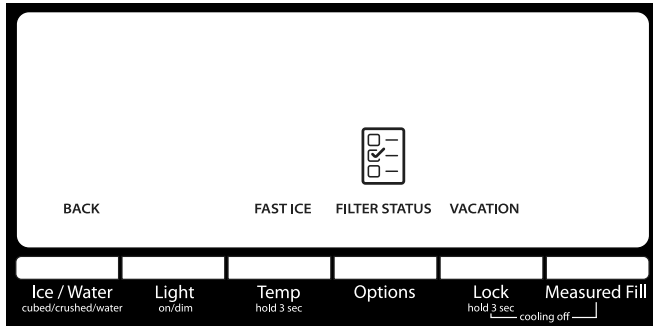 BACK FAST ICE FILTER STATUS VACATION
Ice / Water Light Temp Options Lock Measured Fill
cubed/crushed/water on/dim hold 3 sec hold 3 sec
cooling off